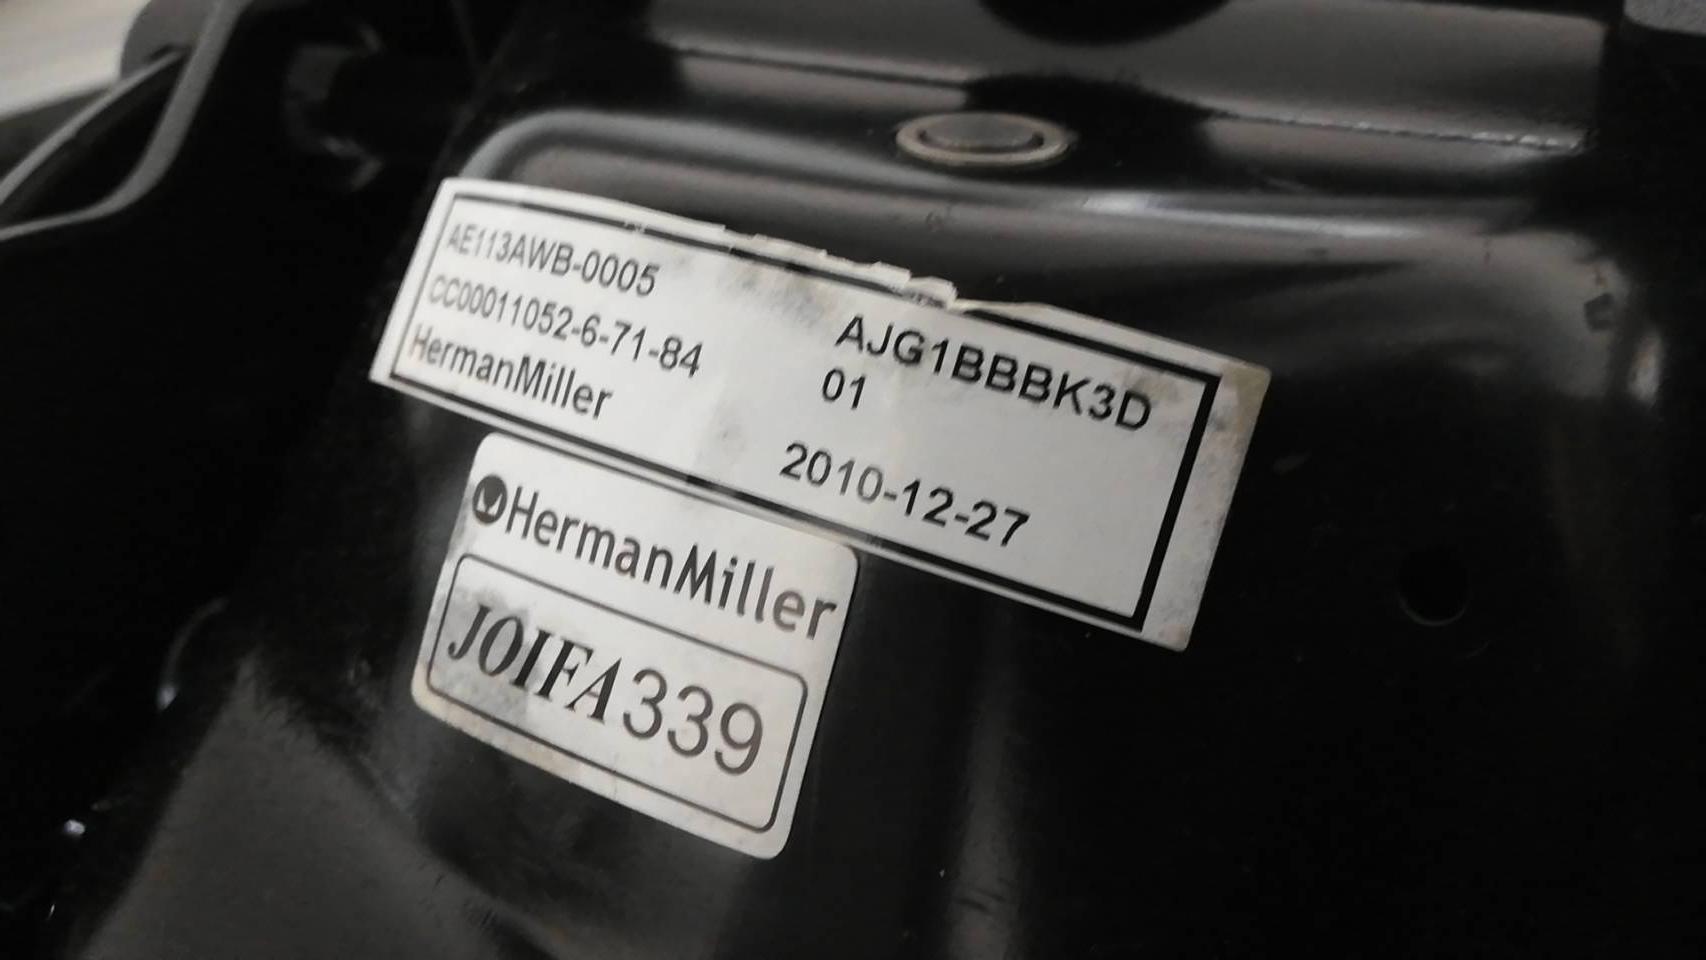 AE113AWB-0005
CC00011052-6-71-84
HermanMiller
AJG1BBBK3D
01
2010-12-27
HermanMiller
JOIFA339